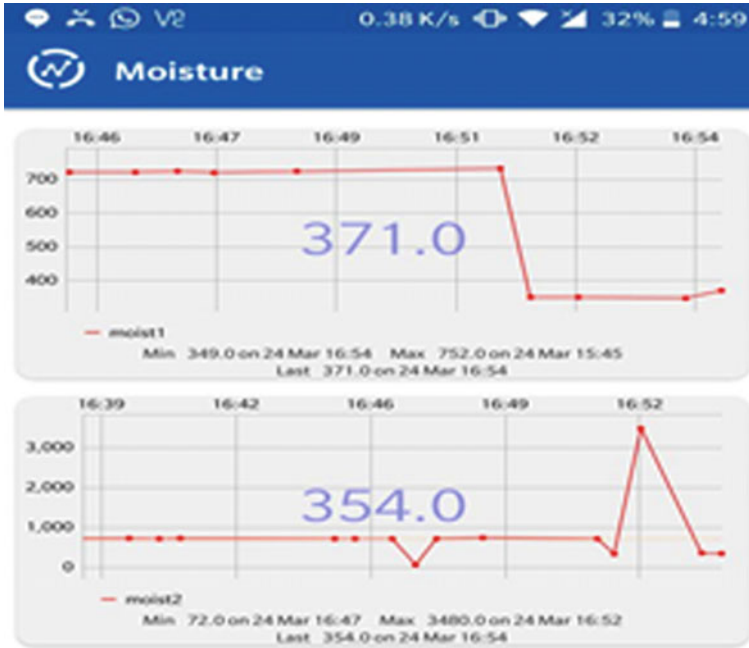 V2 0.38 K/s 32% 4:59
Moisture
16:46 16:47 16:49 16:51 16:52 16:54
700
600
371.0
500
400
moist1
Min 349.0 on 24 Mar 16:54 Max 752.0 on 24 Mar 15:45
Last 371.0 on 24 Mar 16:54
16:39 16:42 16:46 16:49 16:52
3,000
2,000
354.0
1,000
0
moist2
Min 72.0 on 24 Mar 16:47 Max 3480.0 on 24 Mar 16:52
Last 354.0 on 24 Mar 16:54